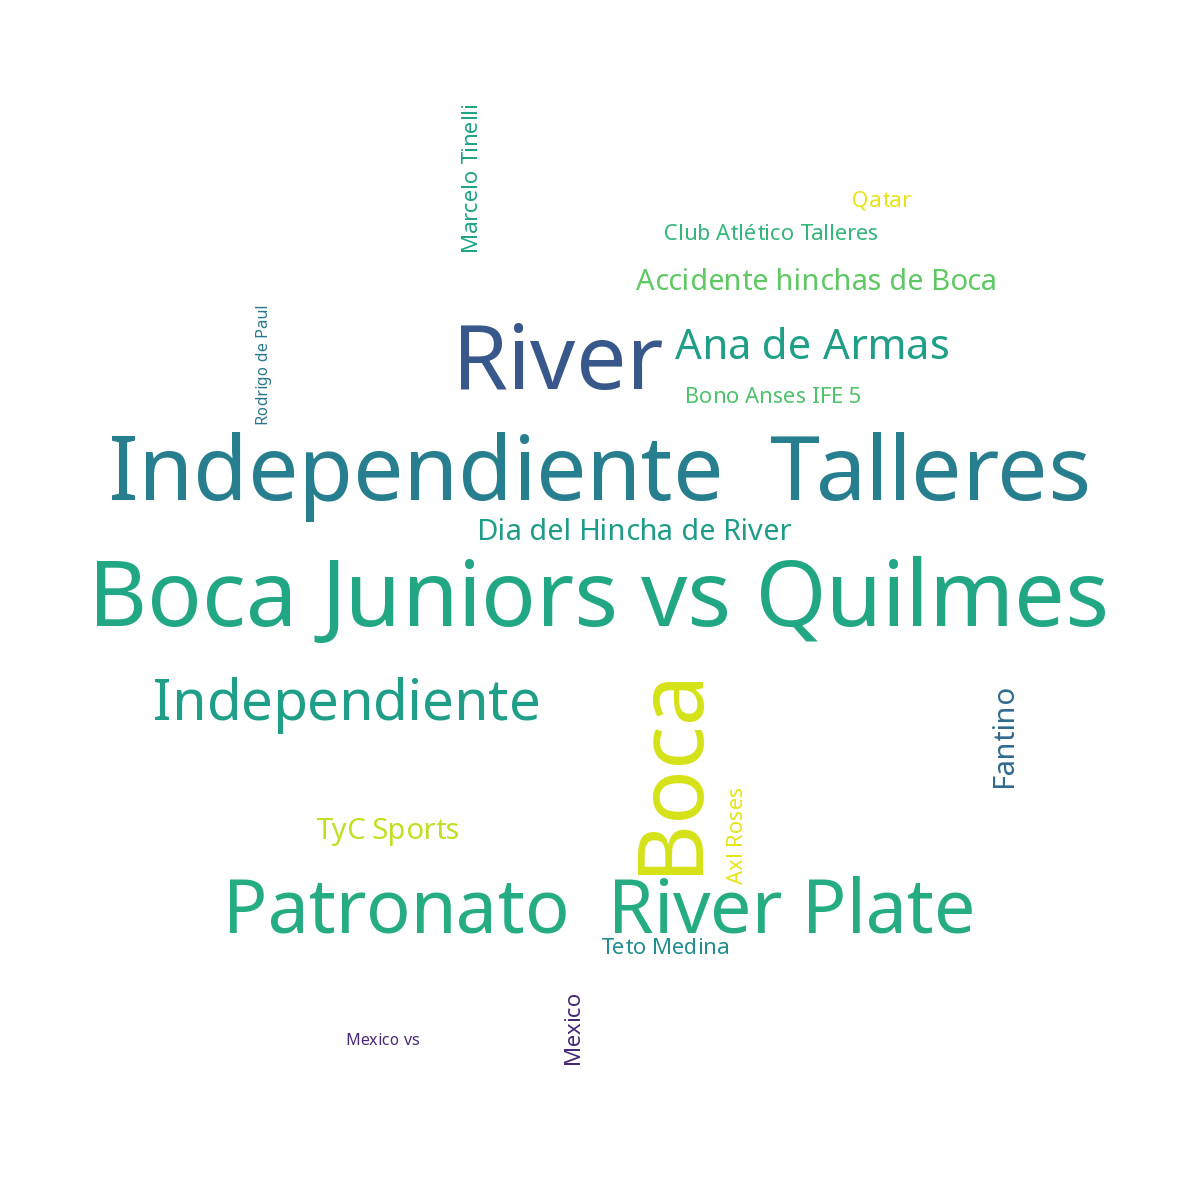 Marcelo Tinelli
Qatar
Club Atlético Talleres
Accidente hinchas de Boca
River
Ana de Armas
Rodrigo de Paul
Bono Anses IFE 5
Independiente  Talleres
Dia del Hincha de River
Boca Juniors vs Quilmes
Independiente
Boca
Fantino
Axl Roses
TyC Sports
Patronato  River Plate
Teto Medina
Mexico
Mexico vs